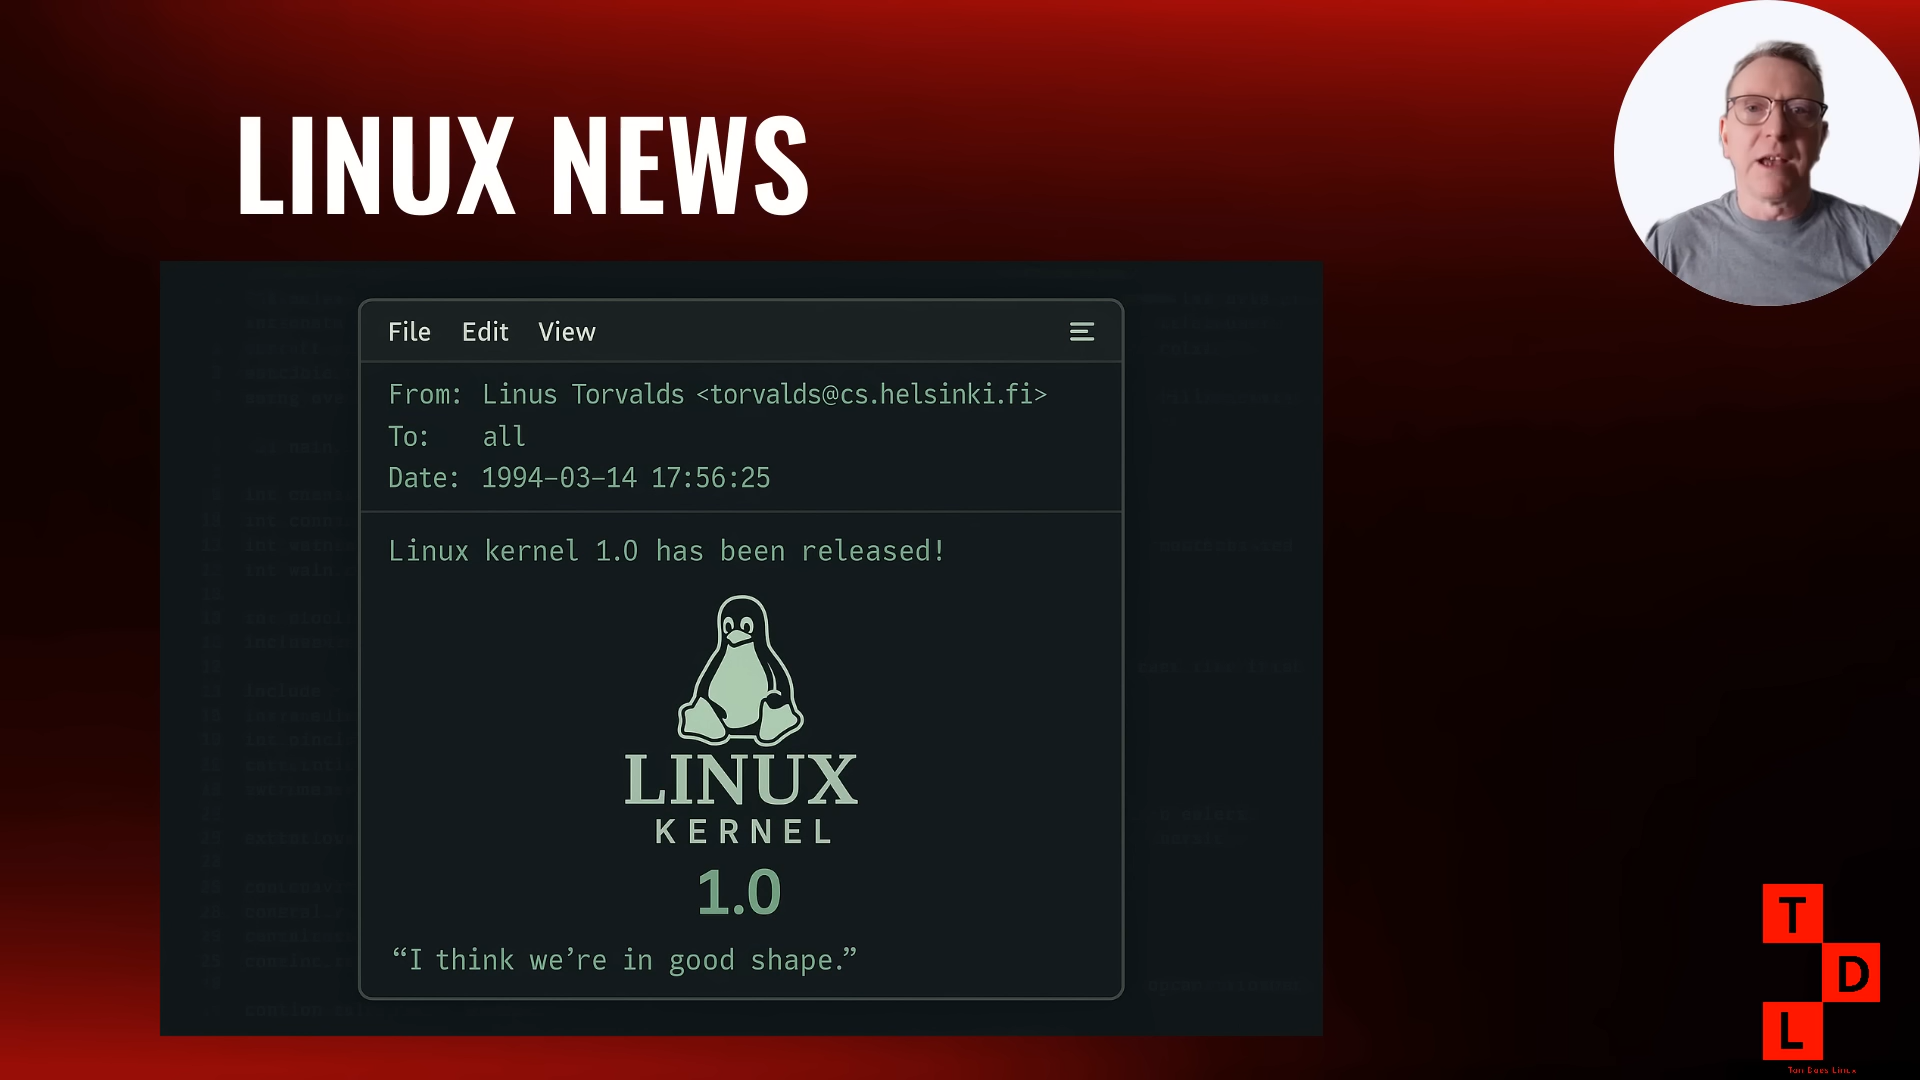 LINUX NEWS
File Edit View
From: Linus Torvalds <torvalds@cs.helsinki.fi>
To: all
Date: 1994-03-14 17:56:25
Linux kernel 1.0 has been released!
LINUX
KERNEL
1.0
“I think we’re in good shape.”
T
D
L